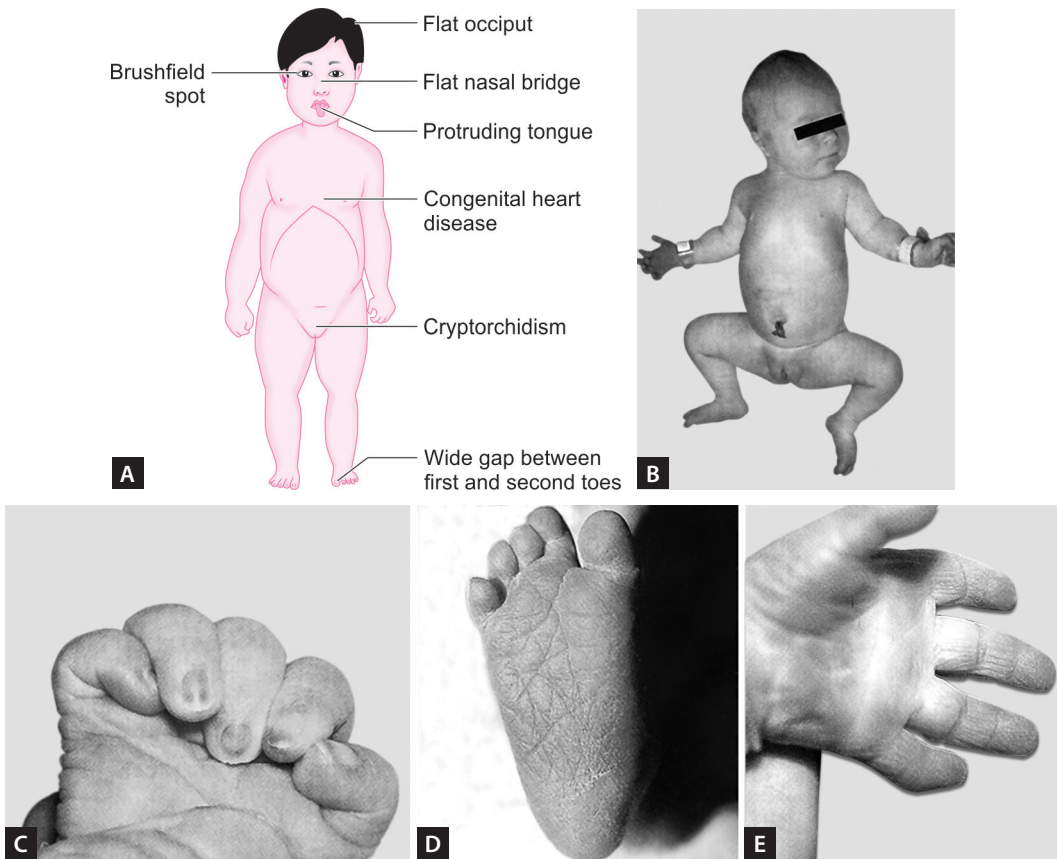 Flat occiput
Brushfield
spot
Flat nasal bridge
Protruding tongue
Congenital heart
disease
Cryptorchidism
Wide gap between
first and second toes
A
B
C
D
E